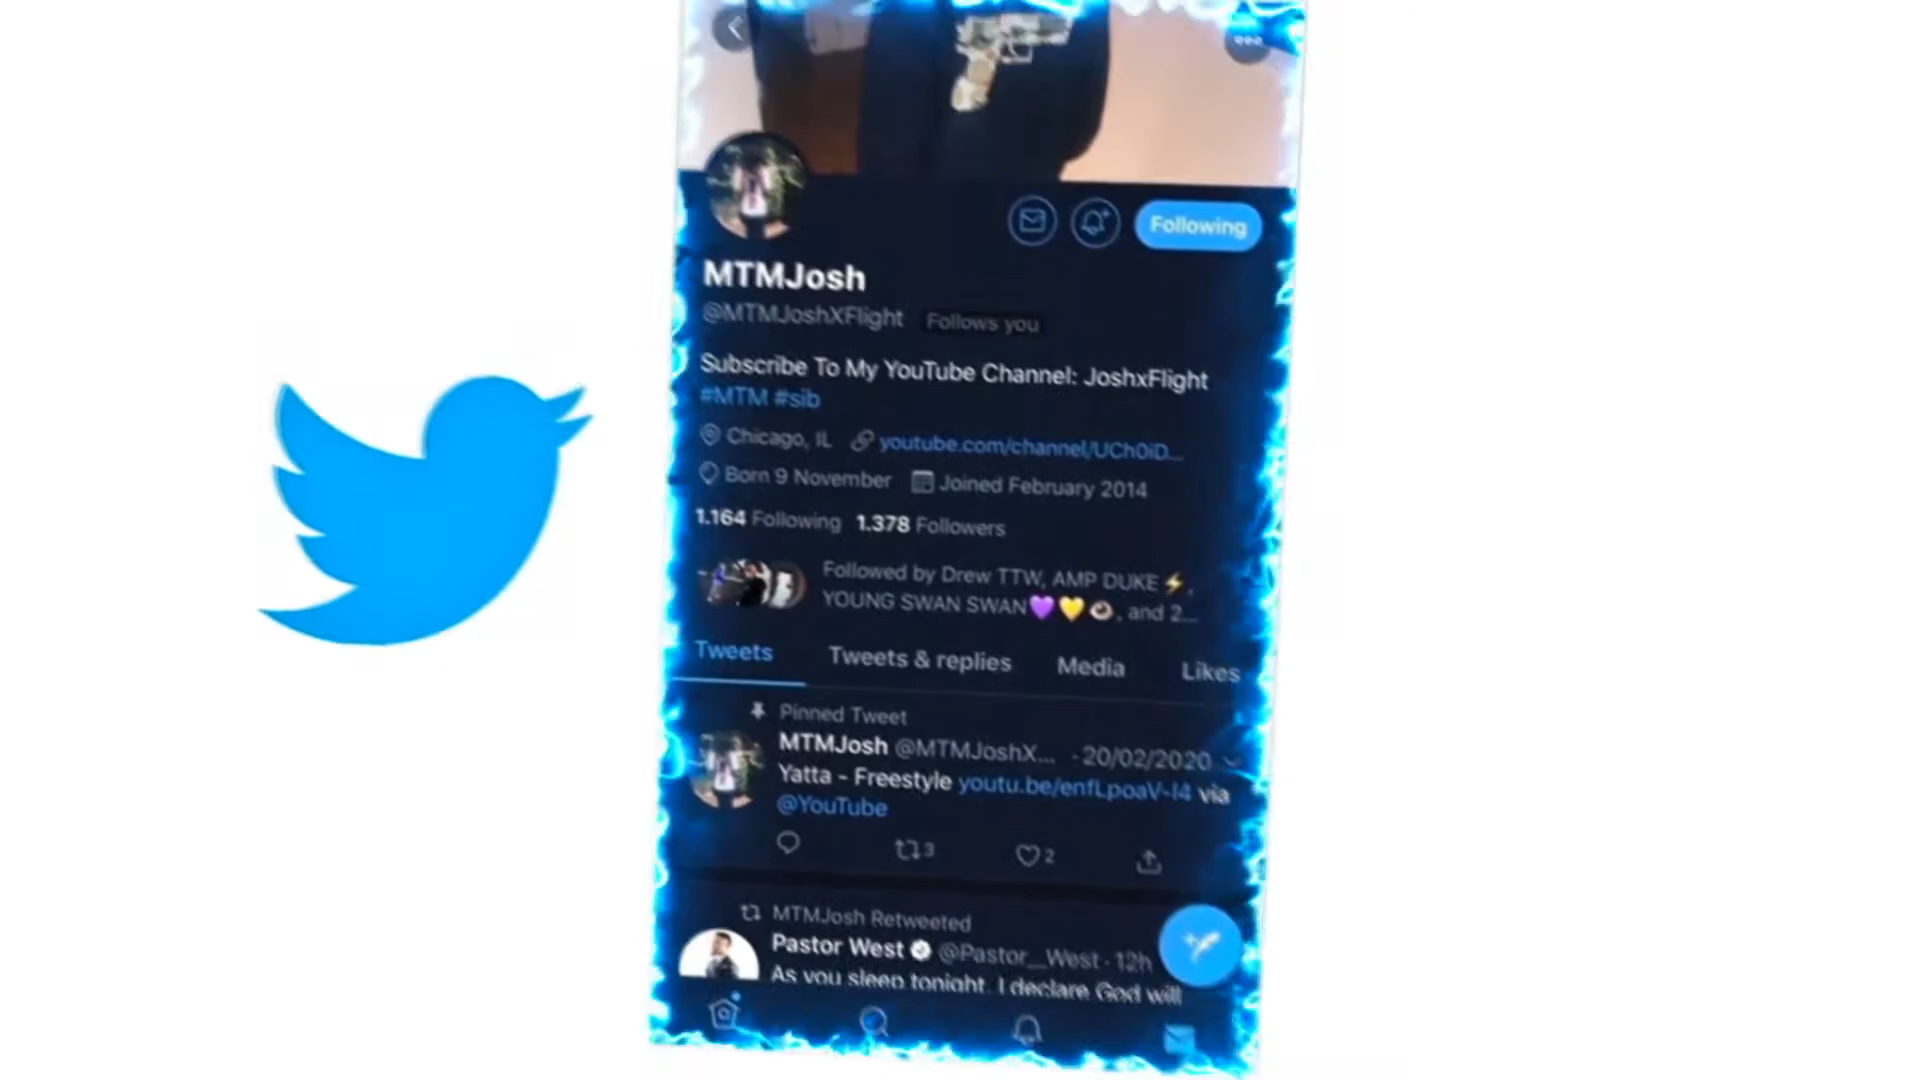 Following
MTMJosh
@MTMJoshXFlight Follows you
Subscribe To My YouTube Channel: JoshxFlight
#MTM #sib
Chicago, IL youtube.com/channel/UCh0iD...
Born 9 November Joined February 2014
1.164 Following 1.378 Followers
Followed by Drew TTW, AMP DUKE⚡,
YOUNG SWAN SWAN💜💛👁, and 2...
Tweets Tweets & replies Media Likes
Pinned Tweet
MTMJosh @MTMJoshX... · 20/02/2020
Yatta - Freestyle youtu.be/enfLpoaV-I4 via
@YouTube
3 2
MTMJosh Retweeted
Pastor West @Pastor__West · 12h
As you sleep tonight, I declare God will